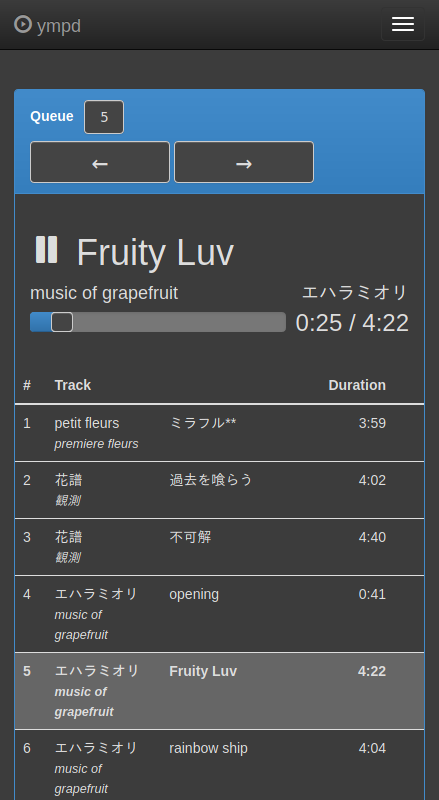 ympd
Queue 5
← →
Fruity Luv
music of grapefruit エハラミオリ
0:25 / 4:22
# Track Duration
1 petit fleurs ミラフル** 3:59
premiere fleurs
2 花譜 過去を喰らう 4:02
観測
3 花譜 不可解 4:40
観測
4 エハラミオリ opening 0:41
music of
grapefruit
5 エハラミオリ Fruity Luv 4:22
music of
grapefruit
6 エハラミオリ rainbow ship 4:04
music of
grapefruit